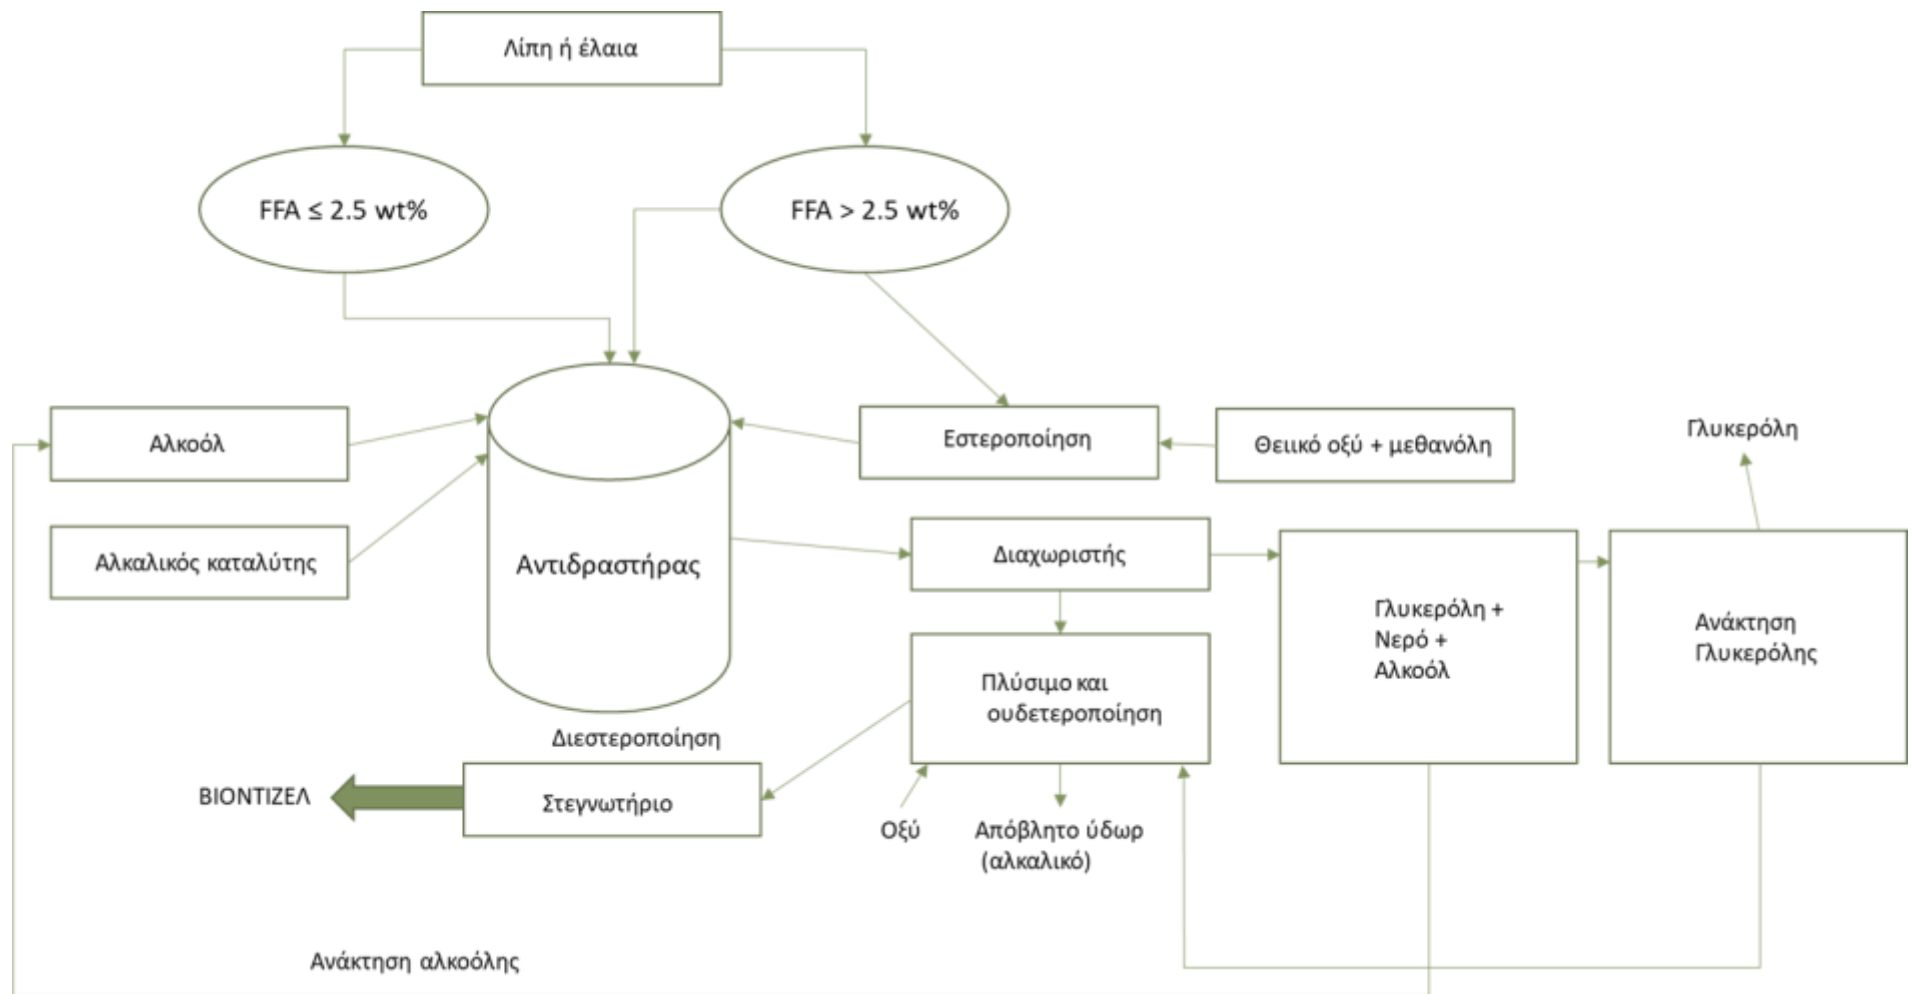 Λίπη ή έλαια
FFA ≤ 2.5 wt%
FFA > 2.5 wt%
Αλκοόλ
Εστεροποίηση
Θειικό οξύ + μεθανόλη
Γλυκερόλη
Αλκαλικός καταλύτης
Αντιδραστήρας
Διαχωριστής
Γλυκερόλη +
Νερό +
Αλκοόλ
Ανάκτηση
Γλυκερόλης
Πλύσιμο και
ουδετεροποίηση
Διεστεροποίηση
ΒΙΟΝΤΙΖΕΛ
Στεγνωτήριο
Οξύ
Απόβλητο ύδωρ
(αλκαλικό)
Ανάκτηση αλκοόλης